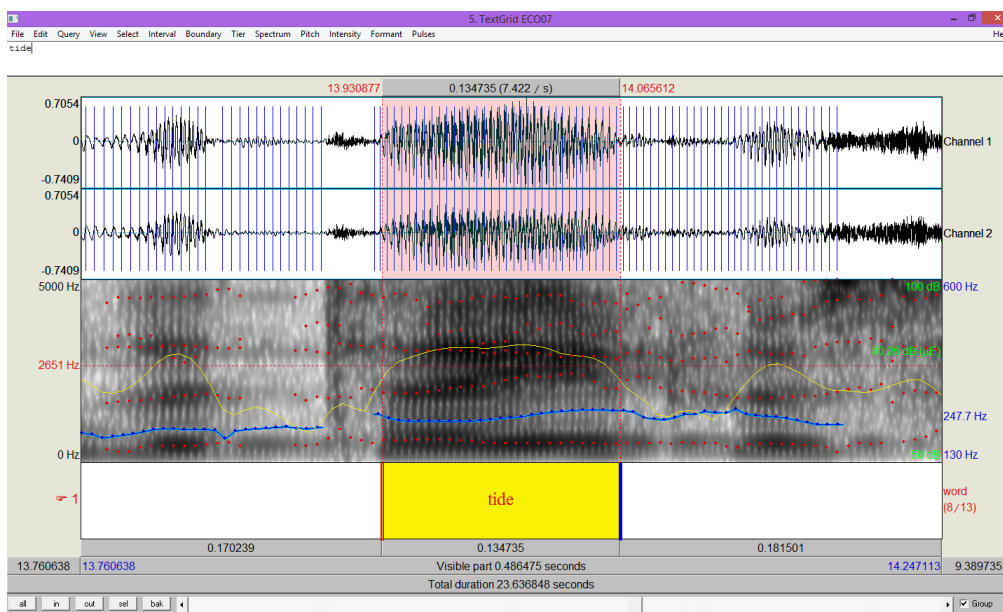 5. TextGrid ECO07
File Edit Query View Select Interval Boundary Tier Spectrum Pitch Intensity Formant Pulses He
tide
13.930877 0.134735 (7.422 / s) 14.065612
0.7054
0 Channel 1
-0.7409
0.7054
0 Channel 2
-0.7409
5000 Hz 100 dB 600 Hz
2651 Hz dB (µE)
247.7 Hz
0 Hz 50 dB 130 Hz
1 tide word
(8/13)
0.170239 0.134735 0.181501
13.760638 13.760638 Visible part 0.486475 seconds 14.247113 9.389735
Total duration 23.636848 seconds
all in out sel bak Group